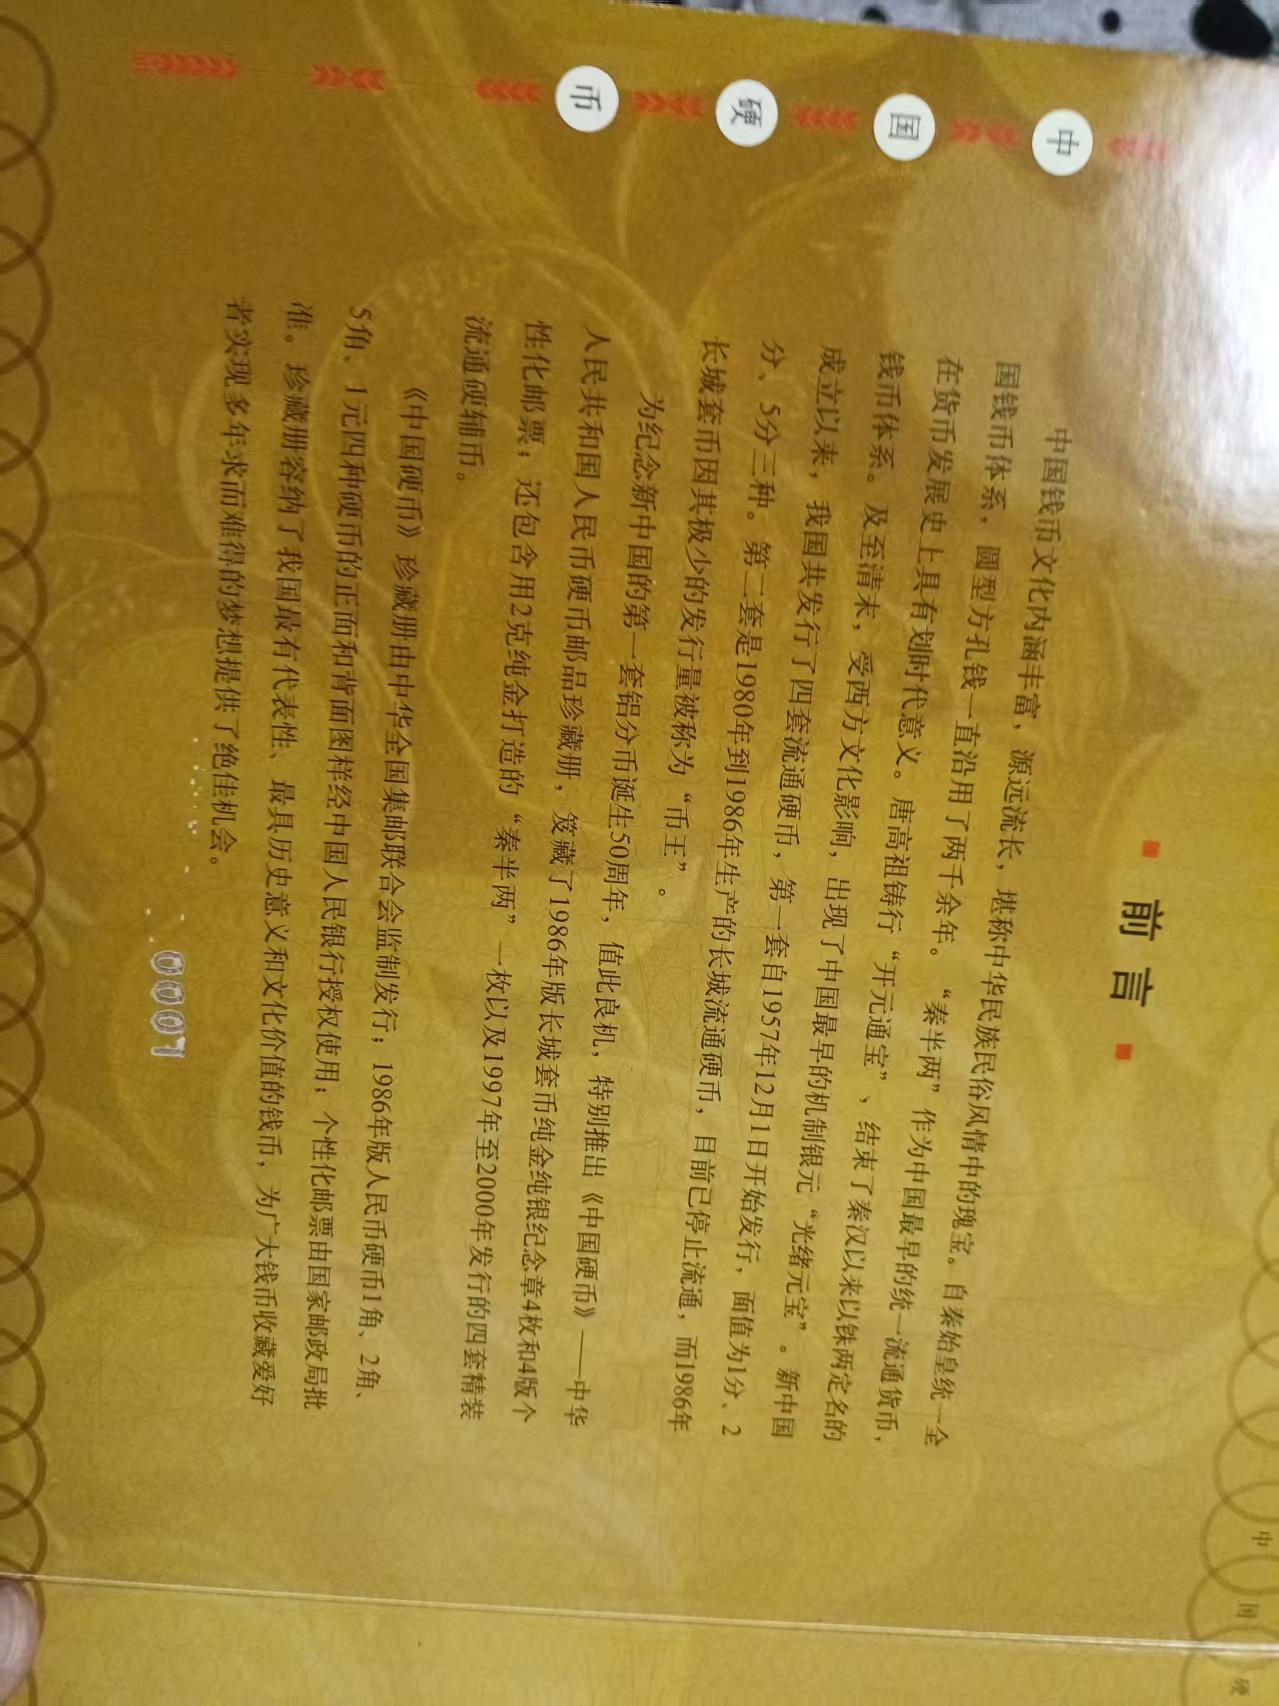 中国硬币
前言
中国钱币文化内涵丰富，源远流长，堪称中华民族民俗风情中的瑰宝。自秦始皇统一全
国钱币体系，圆型方孔钱一直沿用了两千余年。“秦半两”作为中国最早的统一流通货币，
在货币发展史上具有划时代意义。唐高祖铸行“开元通宝”、结束了秦汉以来以铢两定名的
钱币体系。及至清末，受西方文化影响，出现了中国最早的机制银元“光绪元宝”。新中国
成立以来，我国共发行了四套流通硬币，第一套自1957年12月1日开始发行，面值为1分、2
分、5分三种。第二套是1980年到1986年生产的长城流通硬币，目前已停止流通，而1986年
长城套币因其极少的发行量被称为“币王”。
为纪念新中国的第一套铝分币诞生50周年，值此良机，特别推出《中国硬币》——中华
人民共和国人民币硬币邮品珍藏册，笈藏了1986年版长城套币纯金纯银纪念章4枚和4版个
性化邮票；还包含用2克纯金打造的“秦半两”一枚以及1997年至2000年发行的四套精装
流通硬辅币。
《中国硬币》珍藏册由中华全国集邮联合会监制发行；1986年版人民币硬币1角、2角、
5角、1元四种硬币的正面和背面图样经中国人民银行授权使用；个性化邮票由国家邮政局批
准。珍藏册容纳了我国最有代表性、最具历史意义和文化价值的钱币，为广大钱币收藏爱好
者实现多年求而难得的梦想提供了绝佳机会。
中国硬